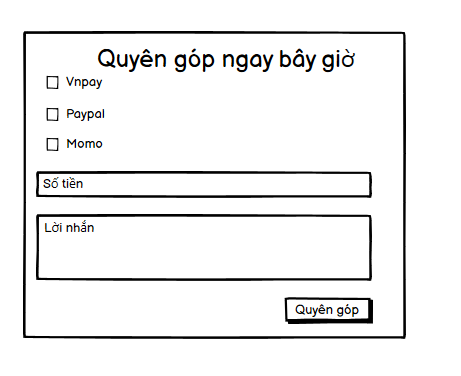 Quyên góp ngay bây giờ
Vnpay
Paypal
Momo
Số tiền
Lời nhắn
Quyên góp